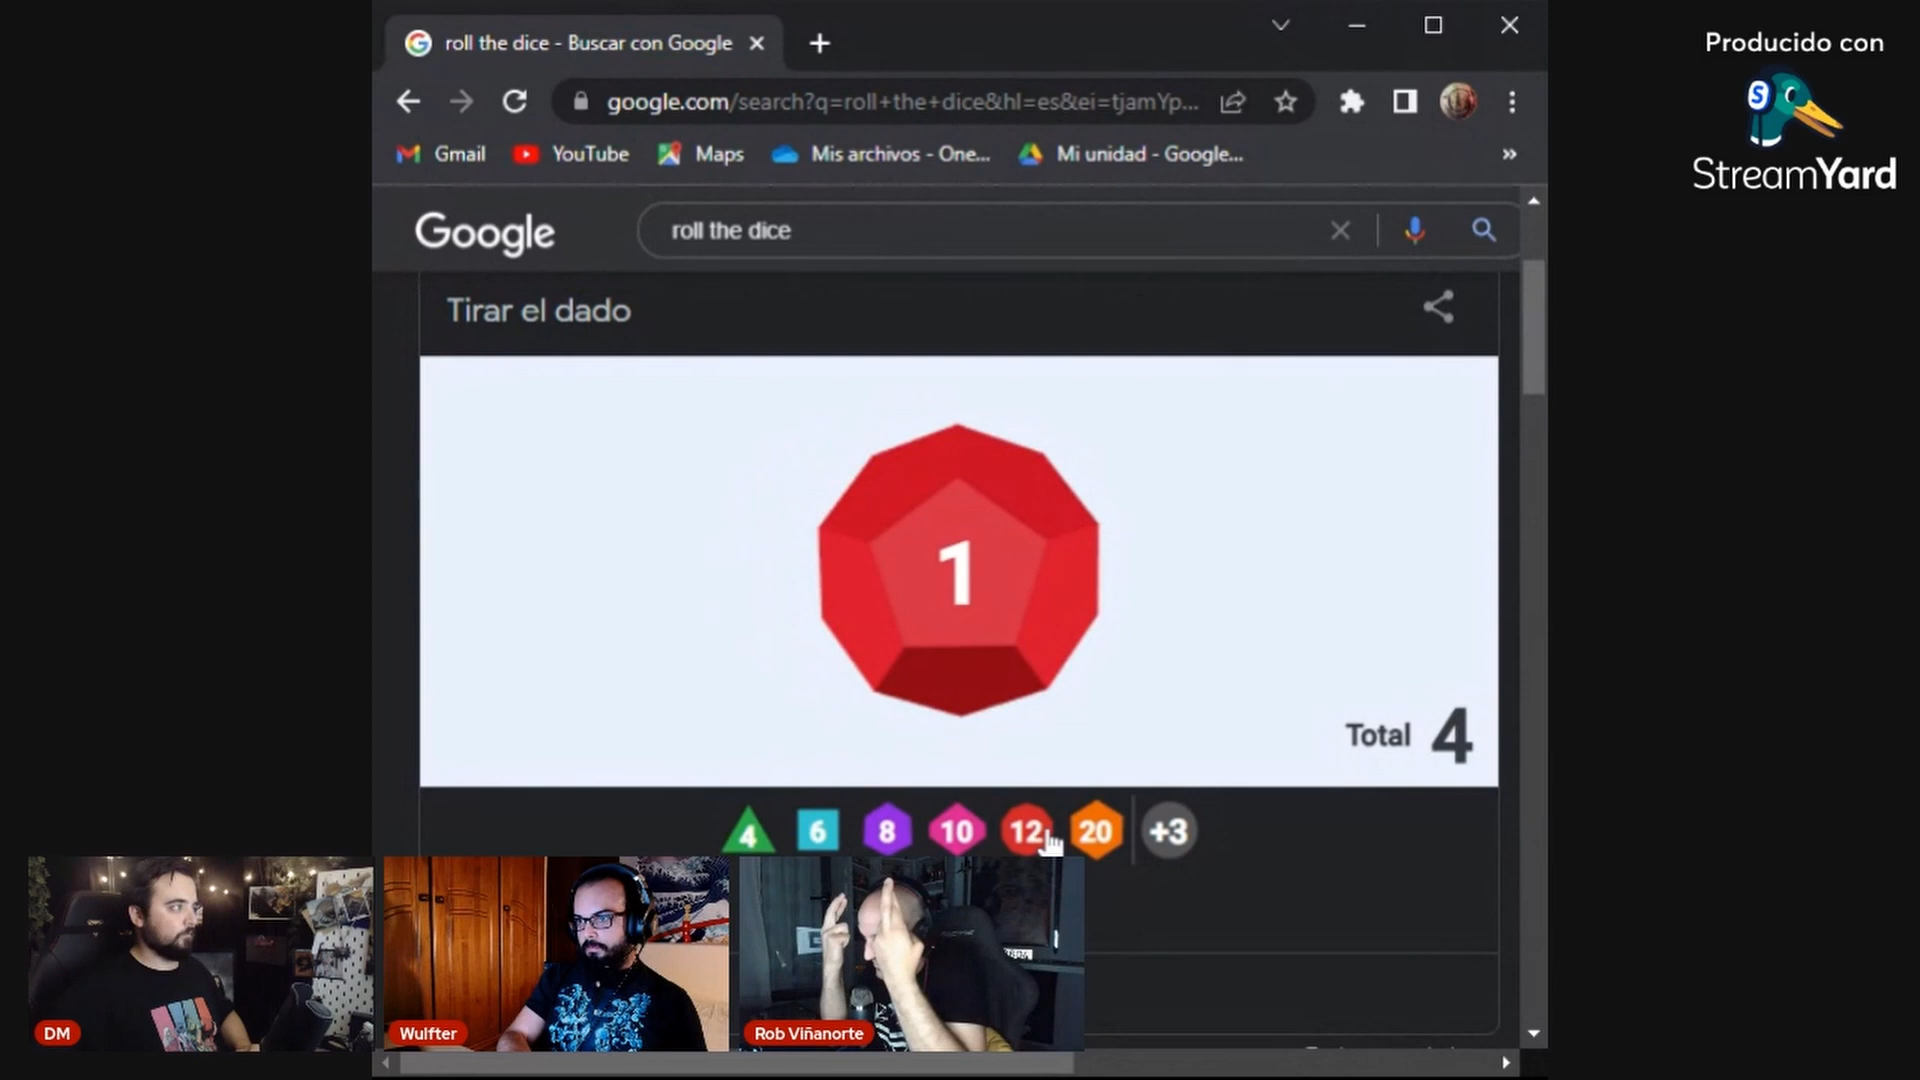 roll the dice - Buscar con Google
google.com/search?q=roll+the+dice&hl=es&ei=tjamYp...
Gmail
YouTube
Maps
Mis archivos - One...
Mi unidad - Google...
»
Producido con
S
StreamYard
Google
roll the dice
Tirar el dado
1
Total 4
4
6
8
10
12
20
+3
DM
Wulfter
Rob Viñanorte